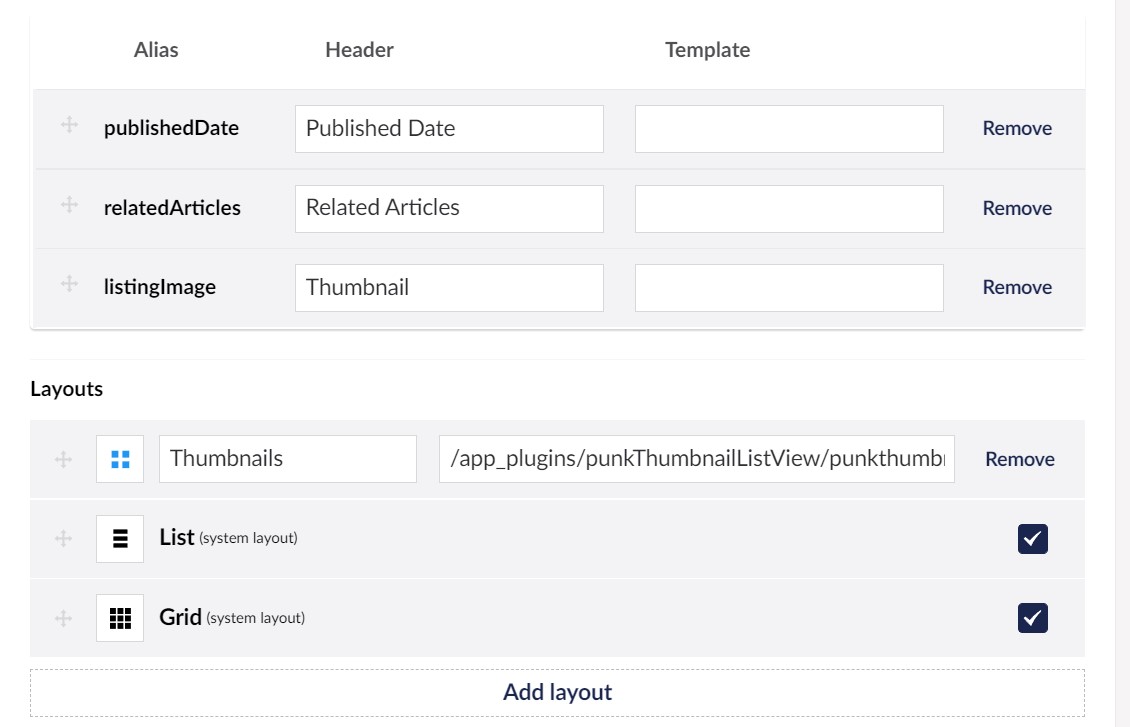 Alias Header Template
publishedDate Published Date Remove
relatedArticles Related Articles Remove
listingImage Thumbnail Remove
Layouts
Thumbnails /app_plugins/punkThumbnailListView/punkthumb Remove
List (system layout)
Grid (system layout)
Add layout